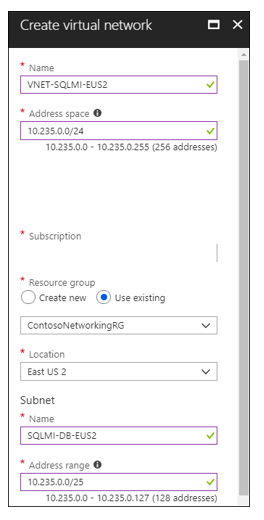 Create virtual network
* Name
VNET-SQLMI-EUS2
* Address space
10.235.0.0/24
10.235.0.0 - 10.235.0.255 (256 addresses)
* Subscription
* Resource group
Create new Use existing
ContosoNetworkingRG
* Location
East US 2
Subnet
* Name
SQLMI-DB-EUS2
* Address range
10.235.0.0/25
10.235.0.0 - 10.235.0.127 (128 addresses)